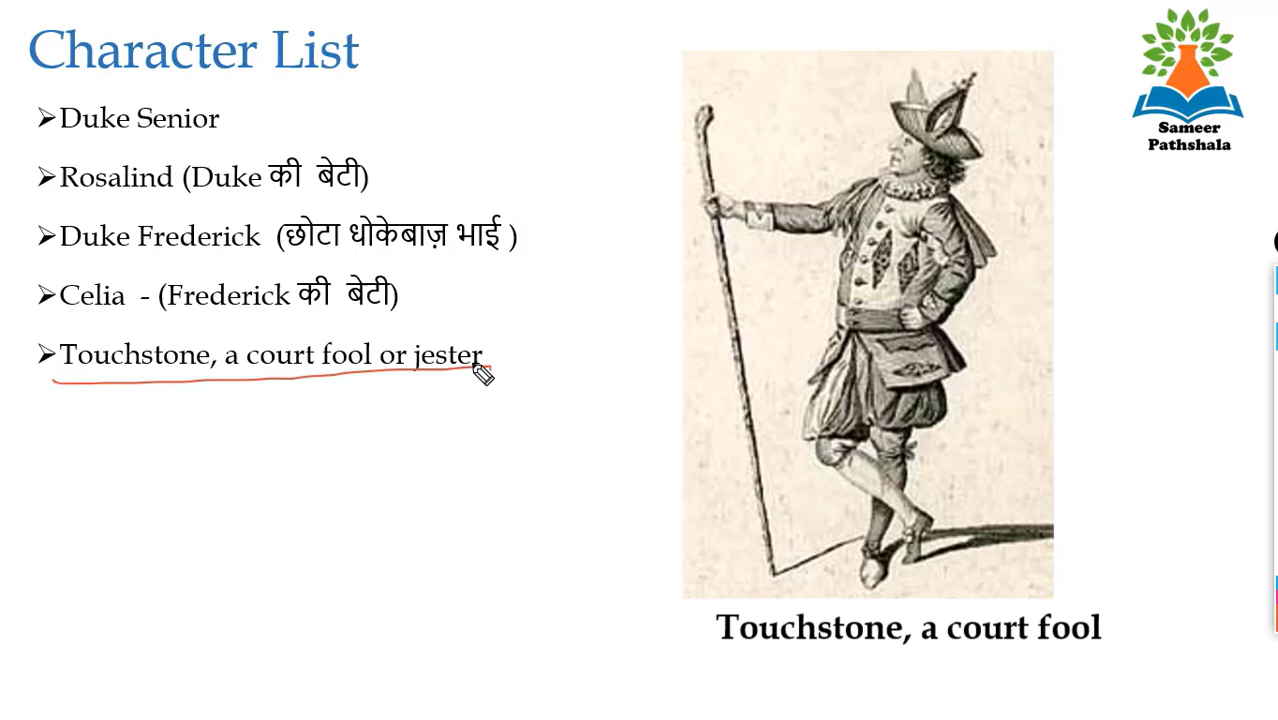 Character List
➢Duke Senior
➢Rosalind (Duke की बेटी)
➢Duke Frederick (छोटा धोकेबाज़ भाई )
➢Celia - (Frederick की बेटी)
➢Touchstone, a court fool or jester
Sameer
Pathshala
Touchstone, a court fool